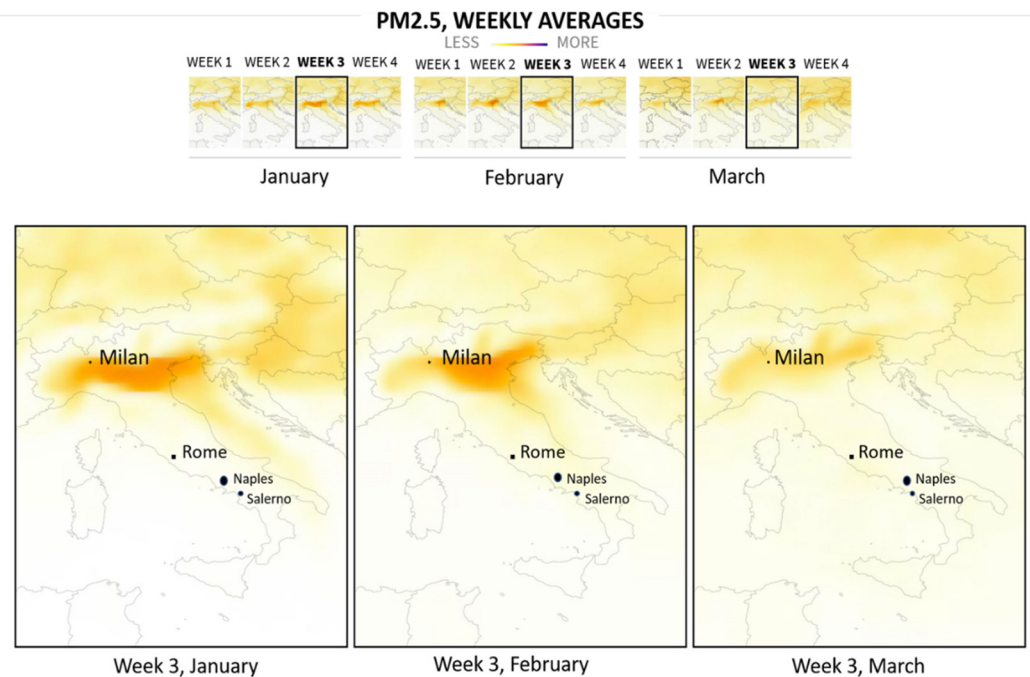 PM2.5, WEEKLY AVERAGES
LESS MORE
WEEK 1 WEEK 2 WEEK 3 WEEK 4 WEEK 1 WEEK 2 WEEK 3 WEEK 4 WEEK 1 WEEK 2 WEEK 3 WEEK 4
January February March
Milan Milan Milan
Rome Rome Rome
Naples Naples Naples
Salerno Salerno Salerno
Week 3, January Week 3, February Week 3, March